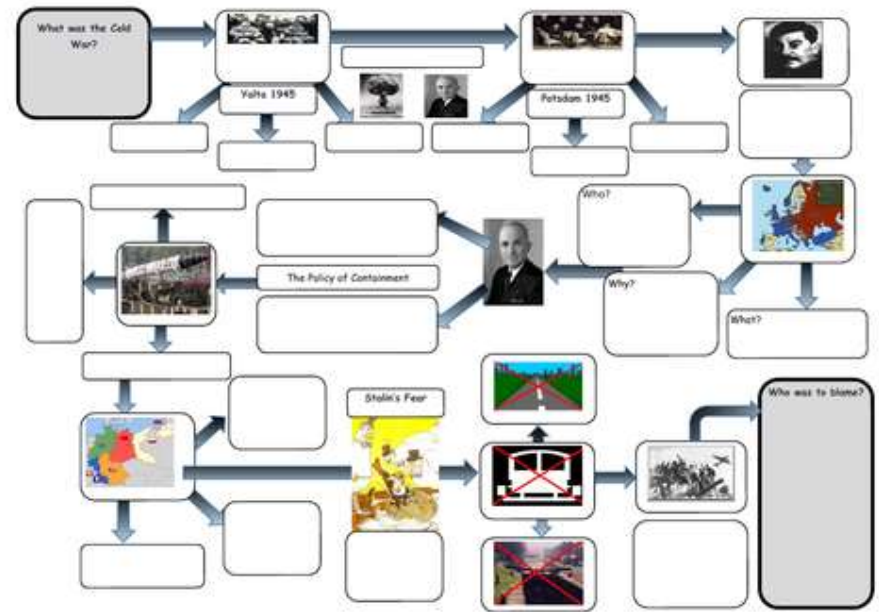 What was the Cold
War?
Yalta 1945
Potsdam 1945
Who?
The Policy of Containment
Why?
What?
Stalin's Fear
Who was to blame?